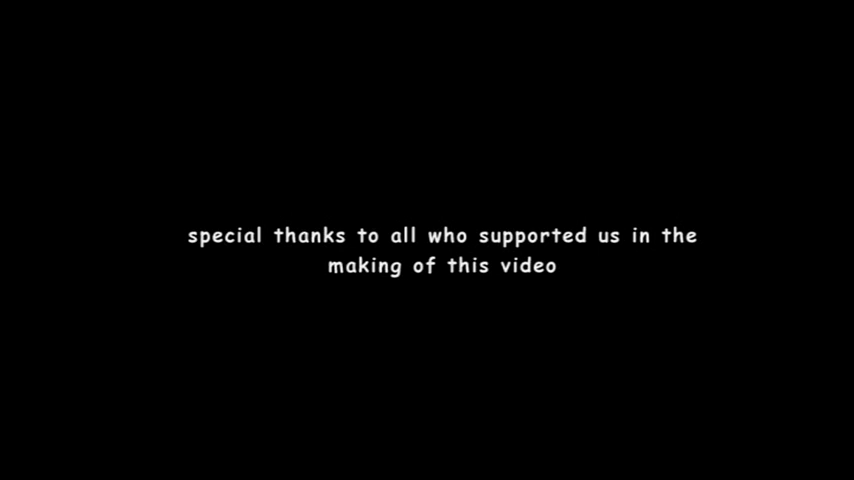 special thanks to all who supported us in the
making of this video